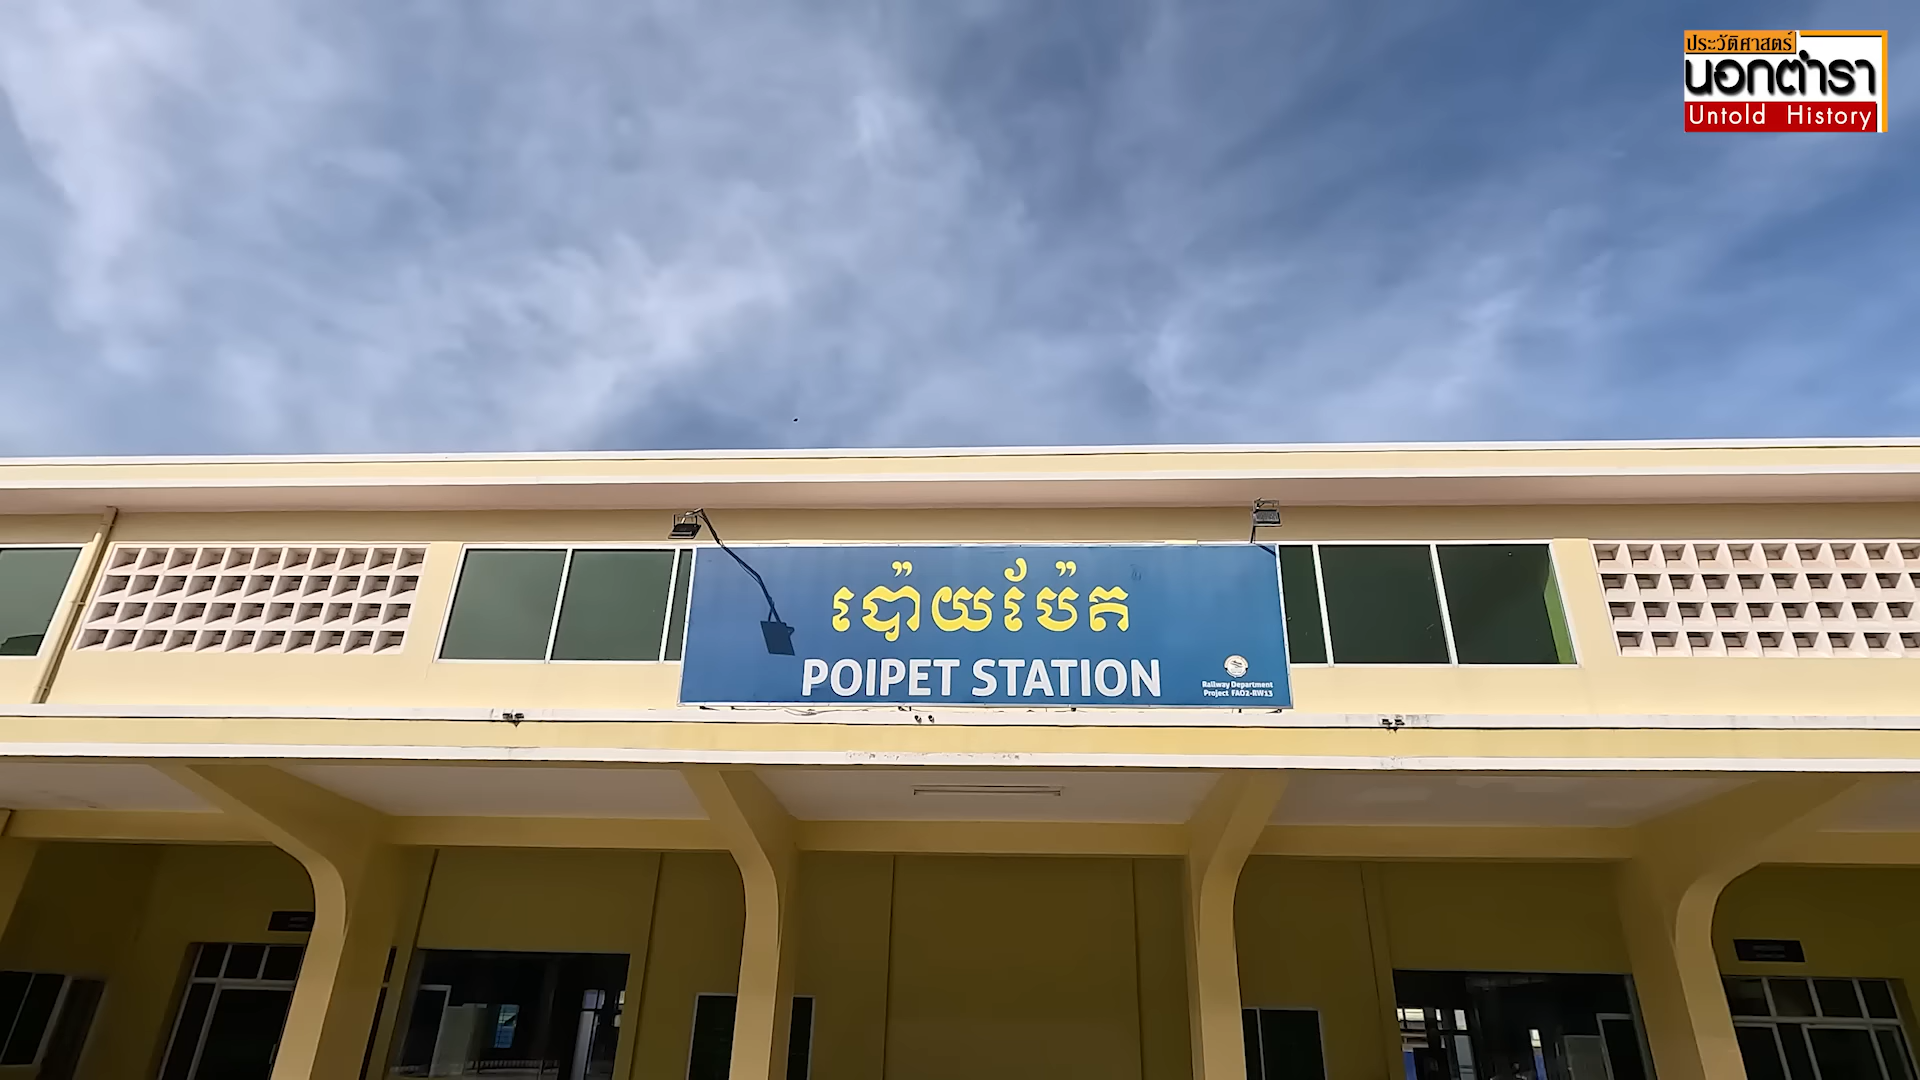 ประวัติศาสตร์
นอกตำรา
Untold History
ប៉ោយប៉ែត
POIPET STATION
Railway Department
Project FA02-RW13